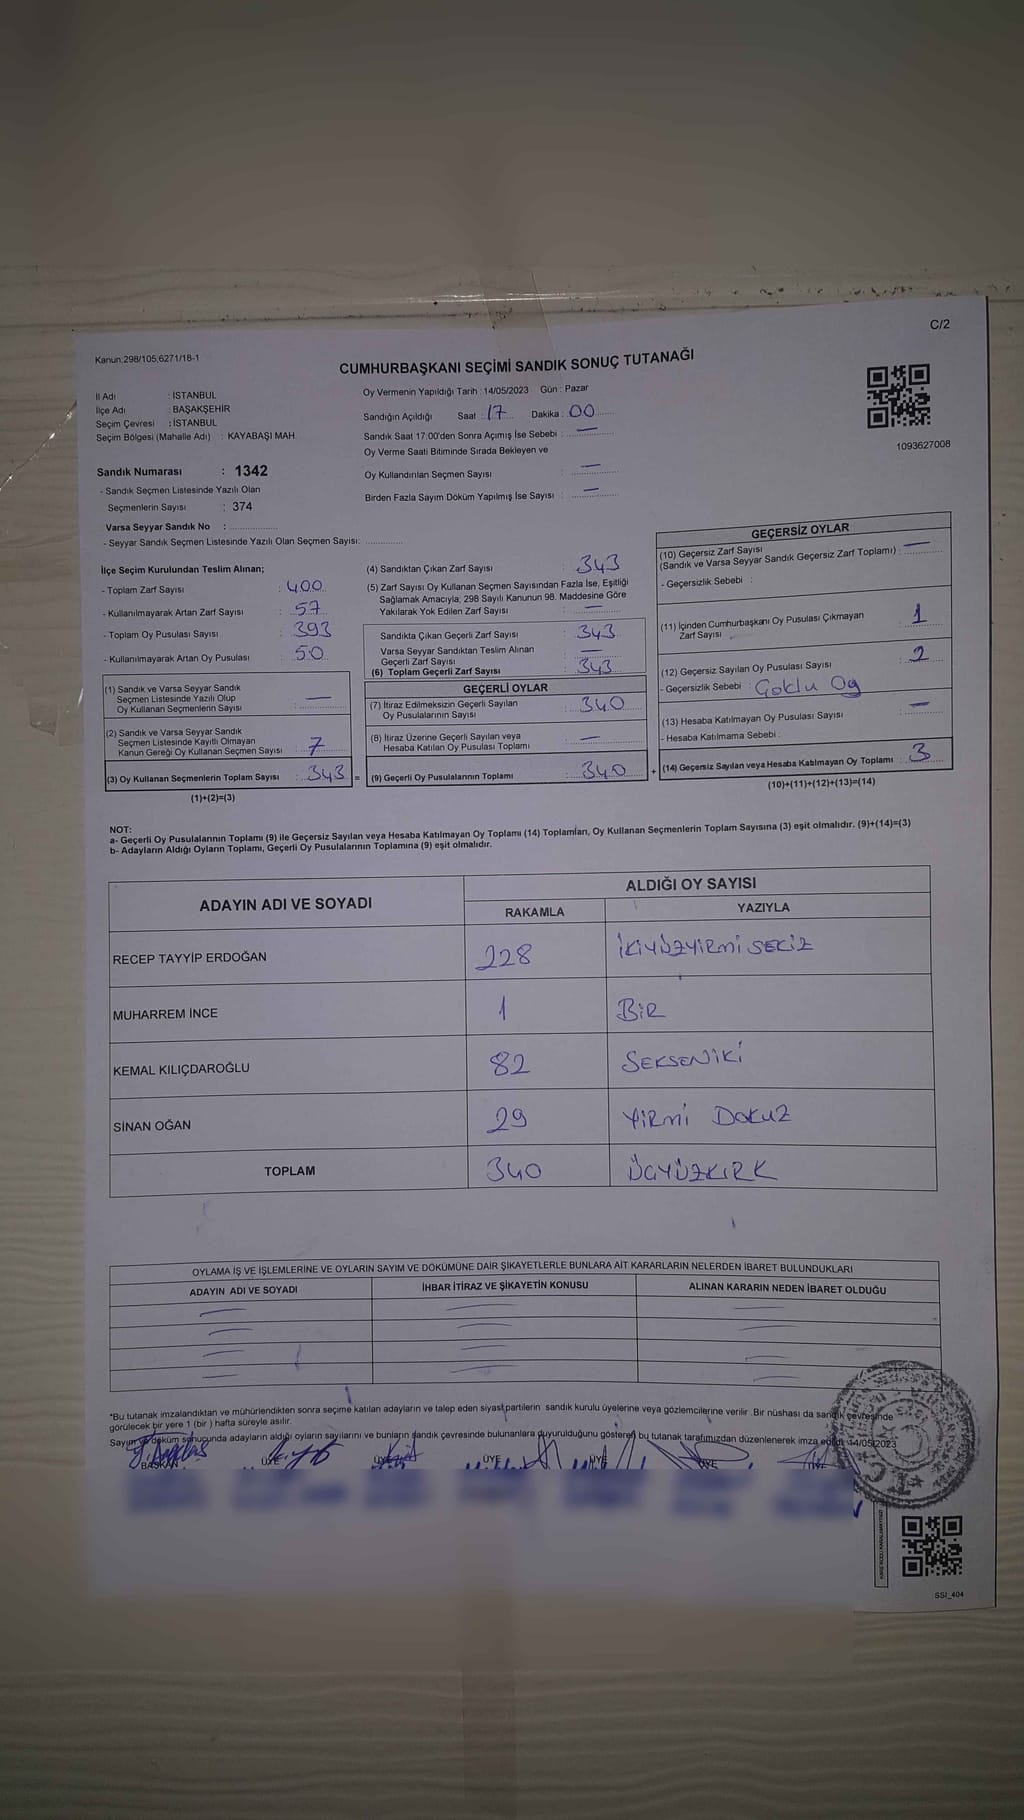 C/2
Kanun:298/105;6271/18-1
CUMHURBAŞKANI SEÇİMİ SANDIK SONUÇ TUTANAĞI
İl Adı : İSTANBUL
İlçe Adı : BAŞAKŞEHİR
Seçim Çevresi : İSTANBUL
Seçim Bölgesi (Mahalle Adı) : KAYABAŞI MAH.
Sandık Numarası : 1342
- Sandık Seçmen Listesinde Yazılı Olan
Seçmenlerin Sayısı : 374
Varsa Seyyar Sandık No :
- Seyyar Sandık Seçmen Listesinde Yazılı Olan Seçmen Sayısı:
Oy Vermenin Yapıldığı Tarih : 14/05/2023 Gün : Pazar
Sandığın Açıldığı Saat : 17 Dakika : 00
Sandık Saat 17:00'den Sonra Açımış İse Sebebi : —
Oy Verme Saati Bitiminde Sırada Bekleyen ve
Oy Kullandırılan Seçmen Sayısı : —
Birden Fazla Sayım Döküm Yapılmış İse Sayısı : —
1093627008
İlçe Seçim Kurulundan Teslim Alınan;
- Toplam Zarf Sayısı : 400
- Kullanılmayarak Artan Zarf Sayısı : 57
- Toplam Oy Pusulası Sayısı : 393
- Kullanılmayarak Artan Oy Pusulası : 50
(1) Sandık ve Varsa Seyyar Sandık
Seçmen Listesinde Yazılı Olup
Oy Kullanan Seçmenlerin Sayısı : —
(2) Sandık ve Varsa Seyyar Sandık
Seçmen Listesinde Kayıtlı Olmayan
Kanun Gereği Oy Kullanan Seçmen Sayısı : 7
(3) Oy Kullanan Seçmenlerin Toplam Sayısı : 343 =
(1)+(2)=(3)
(4) Sandıktan Çıkan Zarf Sayısı : 343
(5) Zarf Sayısı Oy Kullanan Seçmen Sayısından Fazla İse, Eşitliği
Sağlamak Amacıyla; 298 Sayılı Kanunun 98. Maddesine Göre
Yakılarak Yok Edilen Zarf Sayısı : —
Sandıkta Çıkan Geçerli Zarf Sayısı : 343
Varsa Seyyar Sandıktan Teslim Alınan
Geçerli Zarf Sayısı : —
(6) Toplam Geçerli Zarf Sayısı : 343
GEÇERLİ OYLAR
(7) İtiraz Edilmeksizin Geçerli Sayılan
Oy Pusulalarının Sayısı : 340
(8) İtiraz Üzerine Geçerli Sayılan veya
Hesaba Katılan Oy Pusulası Toplamı : —
(9) Geçerli Oy Pusulalarının Toplamı : 340 +
GEÇERSİZ OYLAR
(10) Geçersiz Zarf Sayısı
(Sandık ve Varsa Seyyar Sandık Geçersiz Zarf Toplamı) : —
- Geçersizlik Sebebi :
(11) İçinden Cumhurbaşkanı Oy Pusulası Çıkmayan
Zarf Sayısı : 1
(12) Geçersiz Sayılan Oy Pusulası Sayısı : 2
- Geçersizlik Sebebi : Çoklu Oy
(13) Hesaba Katılmayan Oy Pusulası Sayısı : —
- Hesaba Katılmama Sebebi :
(14) Geçersiz Sayılan veya Hesaba Katılmayan Oy Toplamı : 3
(10)+(11)+(12)+(13)=(14)
NOT:
a- Geçerli Oy Pusulalarının Toplamı (9) ile Geçersiz Sayılan veya Hesaba Katılmayan Oy Toplamı (14) Toplamları, Oy Kullanan Seçmenlerin Toplam Sayısına (3) eşit olmalıdır. (9)+(14)=(3)
b- Adayların Aldığı Oyların Toplamı, Geçerli Oy Pusulalarının Toplamına (9) eşit olmalıdır.
ADAYIN ADI VE SOYADI
ALDIĞI OY SAYISI
RAKAMLA YAZIYLA
RECEP TAYYİP ERDOĞAN 228 İKİYÜZYİRMİ SEKİZ
MUHARREM İNCE 1 BİR
KEMAL KILIÇDAROĞLU 82 SEKSENİKİ
SİNAN OĞAN 29 YİRMİ DOKUZ
TOPLAM 340 ÜÇYÜZKIRK
OYLAMA İŞ VE İŞLEMLERİNE VE OYLARIN SAYIM VE DÖKÜMÜNE DAİR ŞİKAYETLERLE BUNLARA AİT KARARLARIN NELERDEN İBARET BULUNDUKLARI
ADAYIN ADI VE SOYADI İHBAR İTİRAZ VE ŞİKAYETİN KONUSU ALINAN KARARIN NEDEN İBARET OLDUĞU
*Bu tutanak imzalandıktan ve mühürlendikten sonra seçime katılan adayların ve talep eden siyasi partilerin sandık kurulu üyelerine veya gözlemcilerine verilir. Bir nüshası da sandık çevresinde
görülecek bir yere 1 (bir ) hafta süreyle asılır.
Sayım ve döküm sonuçunda adayların aldığı oyların sayılarını ve bunların sandık çevresinde bulunanlara duyurulduğunu gösteren bu tutanak tarafımızdan düzenlenerek imza edildi. 14/05/2023
BAŞKAN ÜYE ÜYE ÜYE ÜYE ÜYE ÜYE
SSI_404